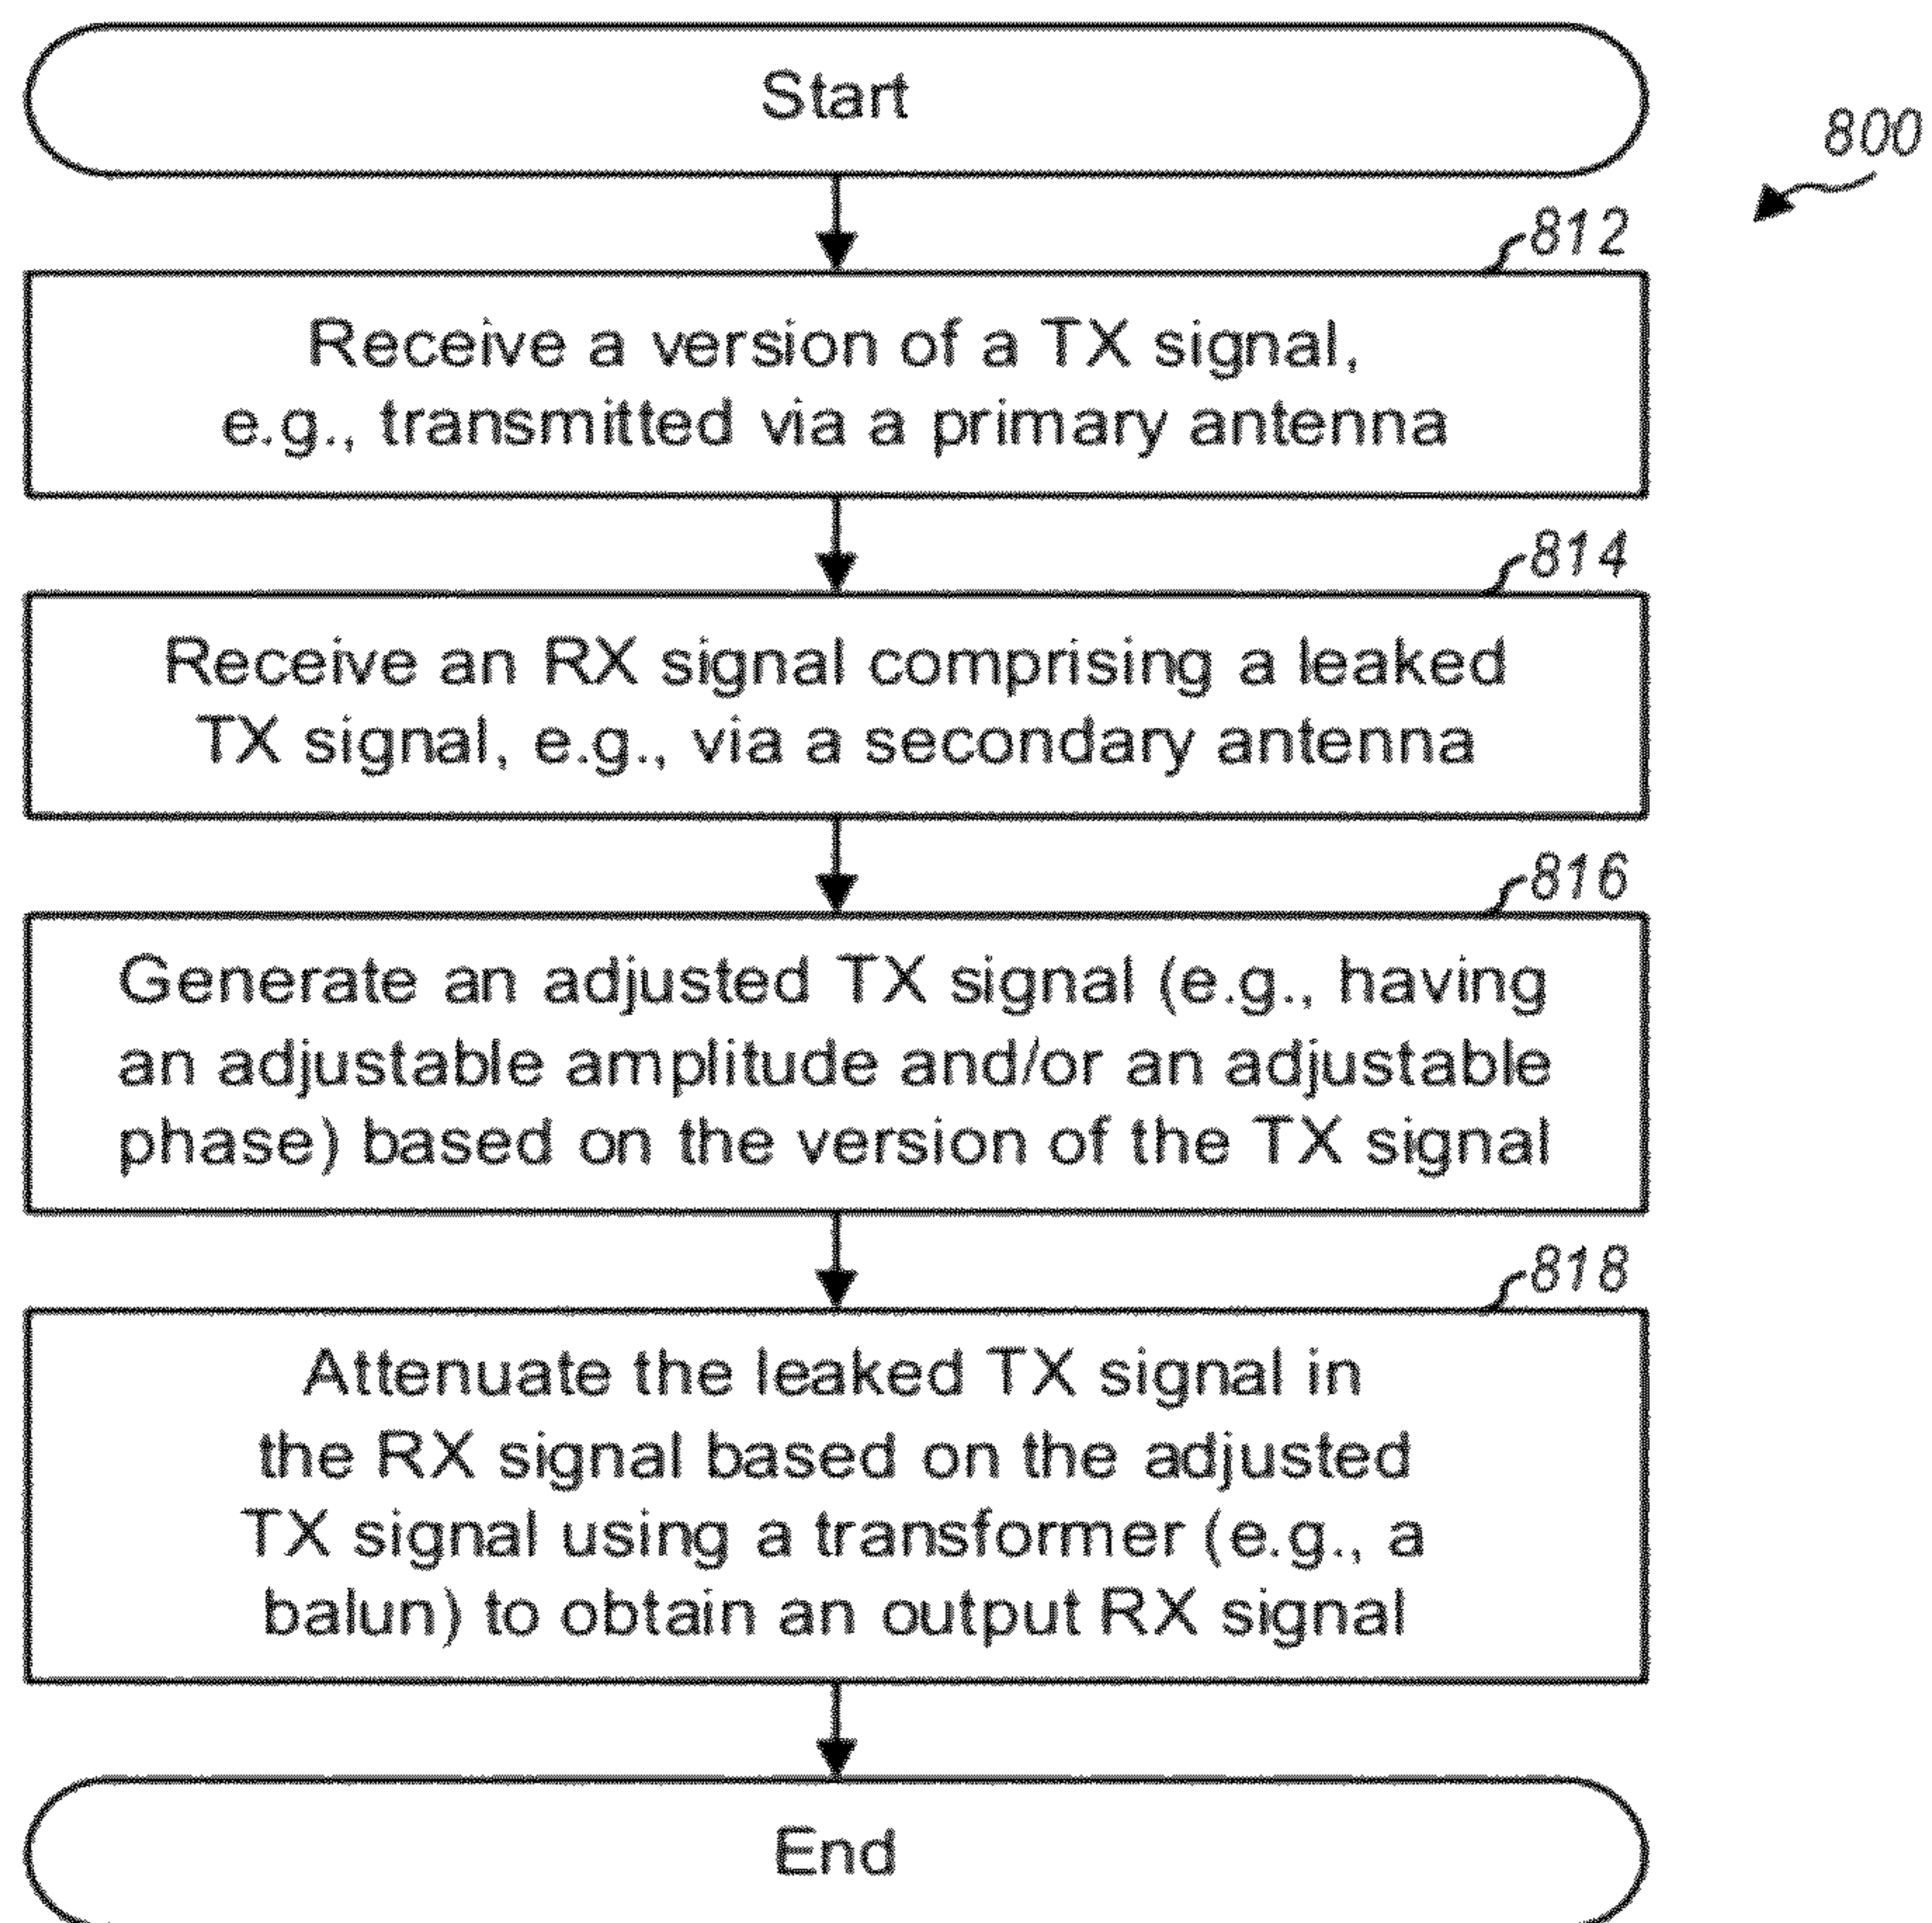 Start
800
812
Receive a version of a TX signal,
e.g., transmitted via a primary antenna
814
Receive an RX signal comprising a leaked
TX signal, e.g., via a secondary antenna
816
Generate an adjusted TX signal (e.g., having
an adjustable amplitude and/or an adjustable
phase) based on the version of the TX signal
818
Attenuate the leaked TX signal in
the RX signal based on the adjusted
TX signal using a transformer (e.g., a
balun) to obtain an output RX signal
End